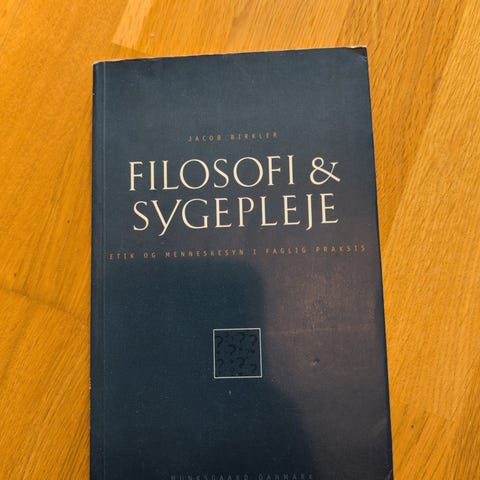 JACOB BIRKLER
FILOSOFI &
SYGEPLEJE
ETIK OG MENNESKESYN I FAGLIG PRAKSIS
????
????
????
????
MUNKSGAARD DANMARK